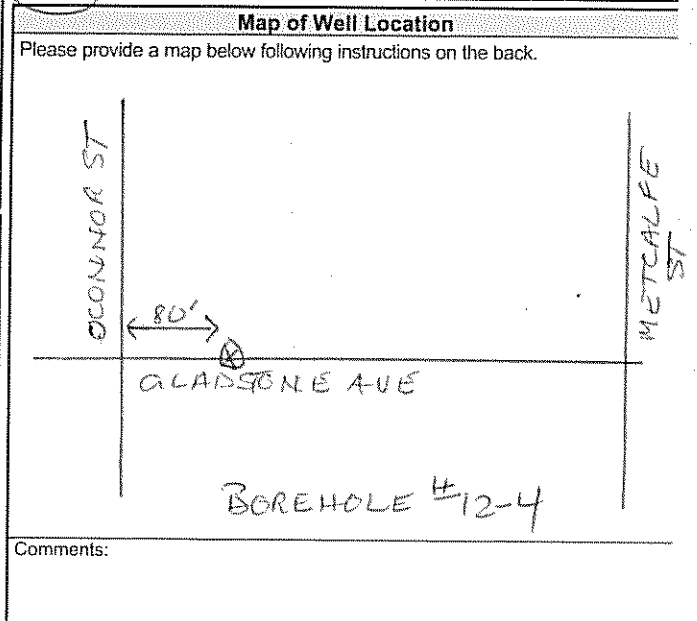 Map of Well Location
Please provide a map below following instructions on the back.
OCONNOR ST
METCALFE
ST
80'
GLADSTONE AVE
BOREHOLE #12-4
Comments: